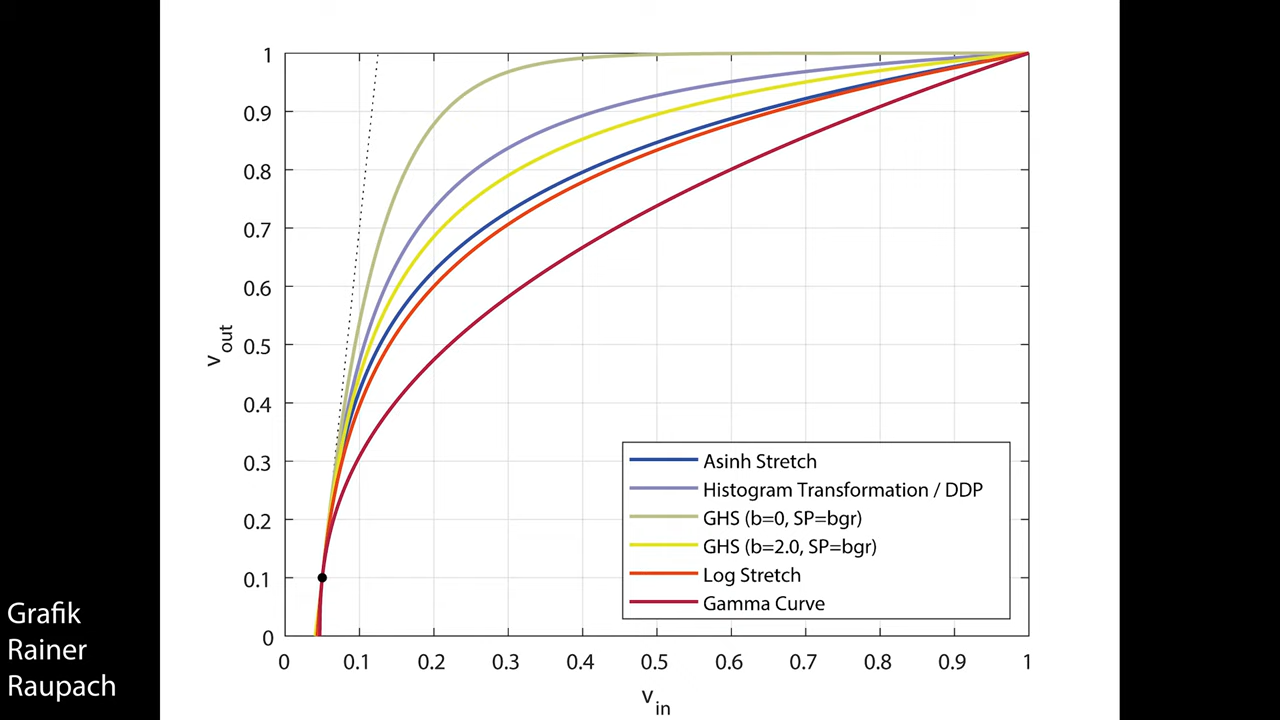 1
0.9
0.8
0.7
0.6
0.5
0.4
0.3
0.2
0.1
0
v out
0 0.1 0.2 0.3 0.4 0.5 0.6 0.7 0.8 0.9 1
v in
Asinh Stretch
Histogram Transformation / DDP
GHS (b=0, SP=bgr)
GHS (b=2.0, SP=bgr)
Log Stretch
Gamma Curve
Grafik
Rainer
Raupach